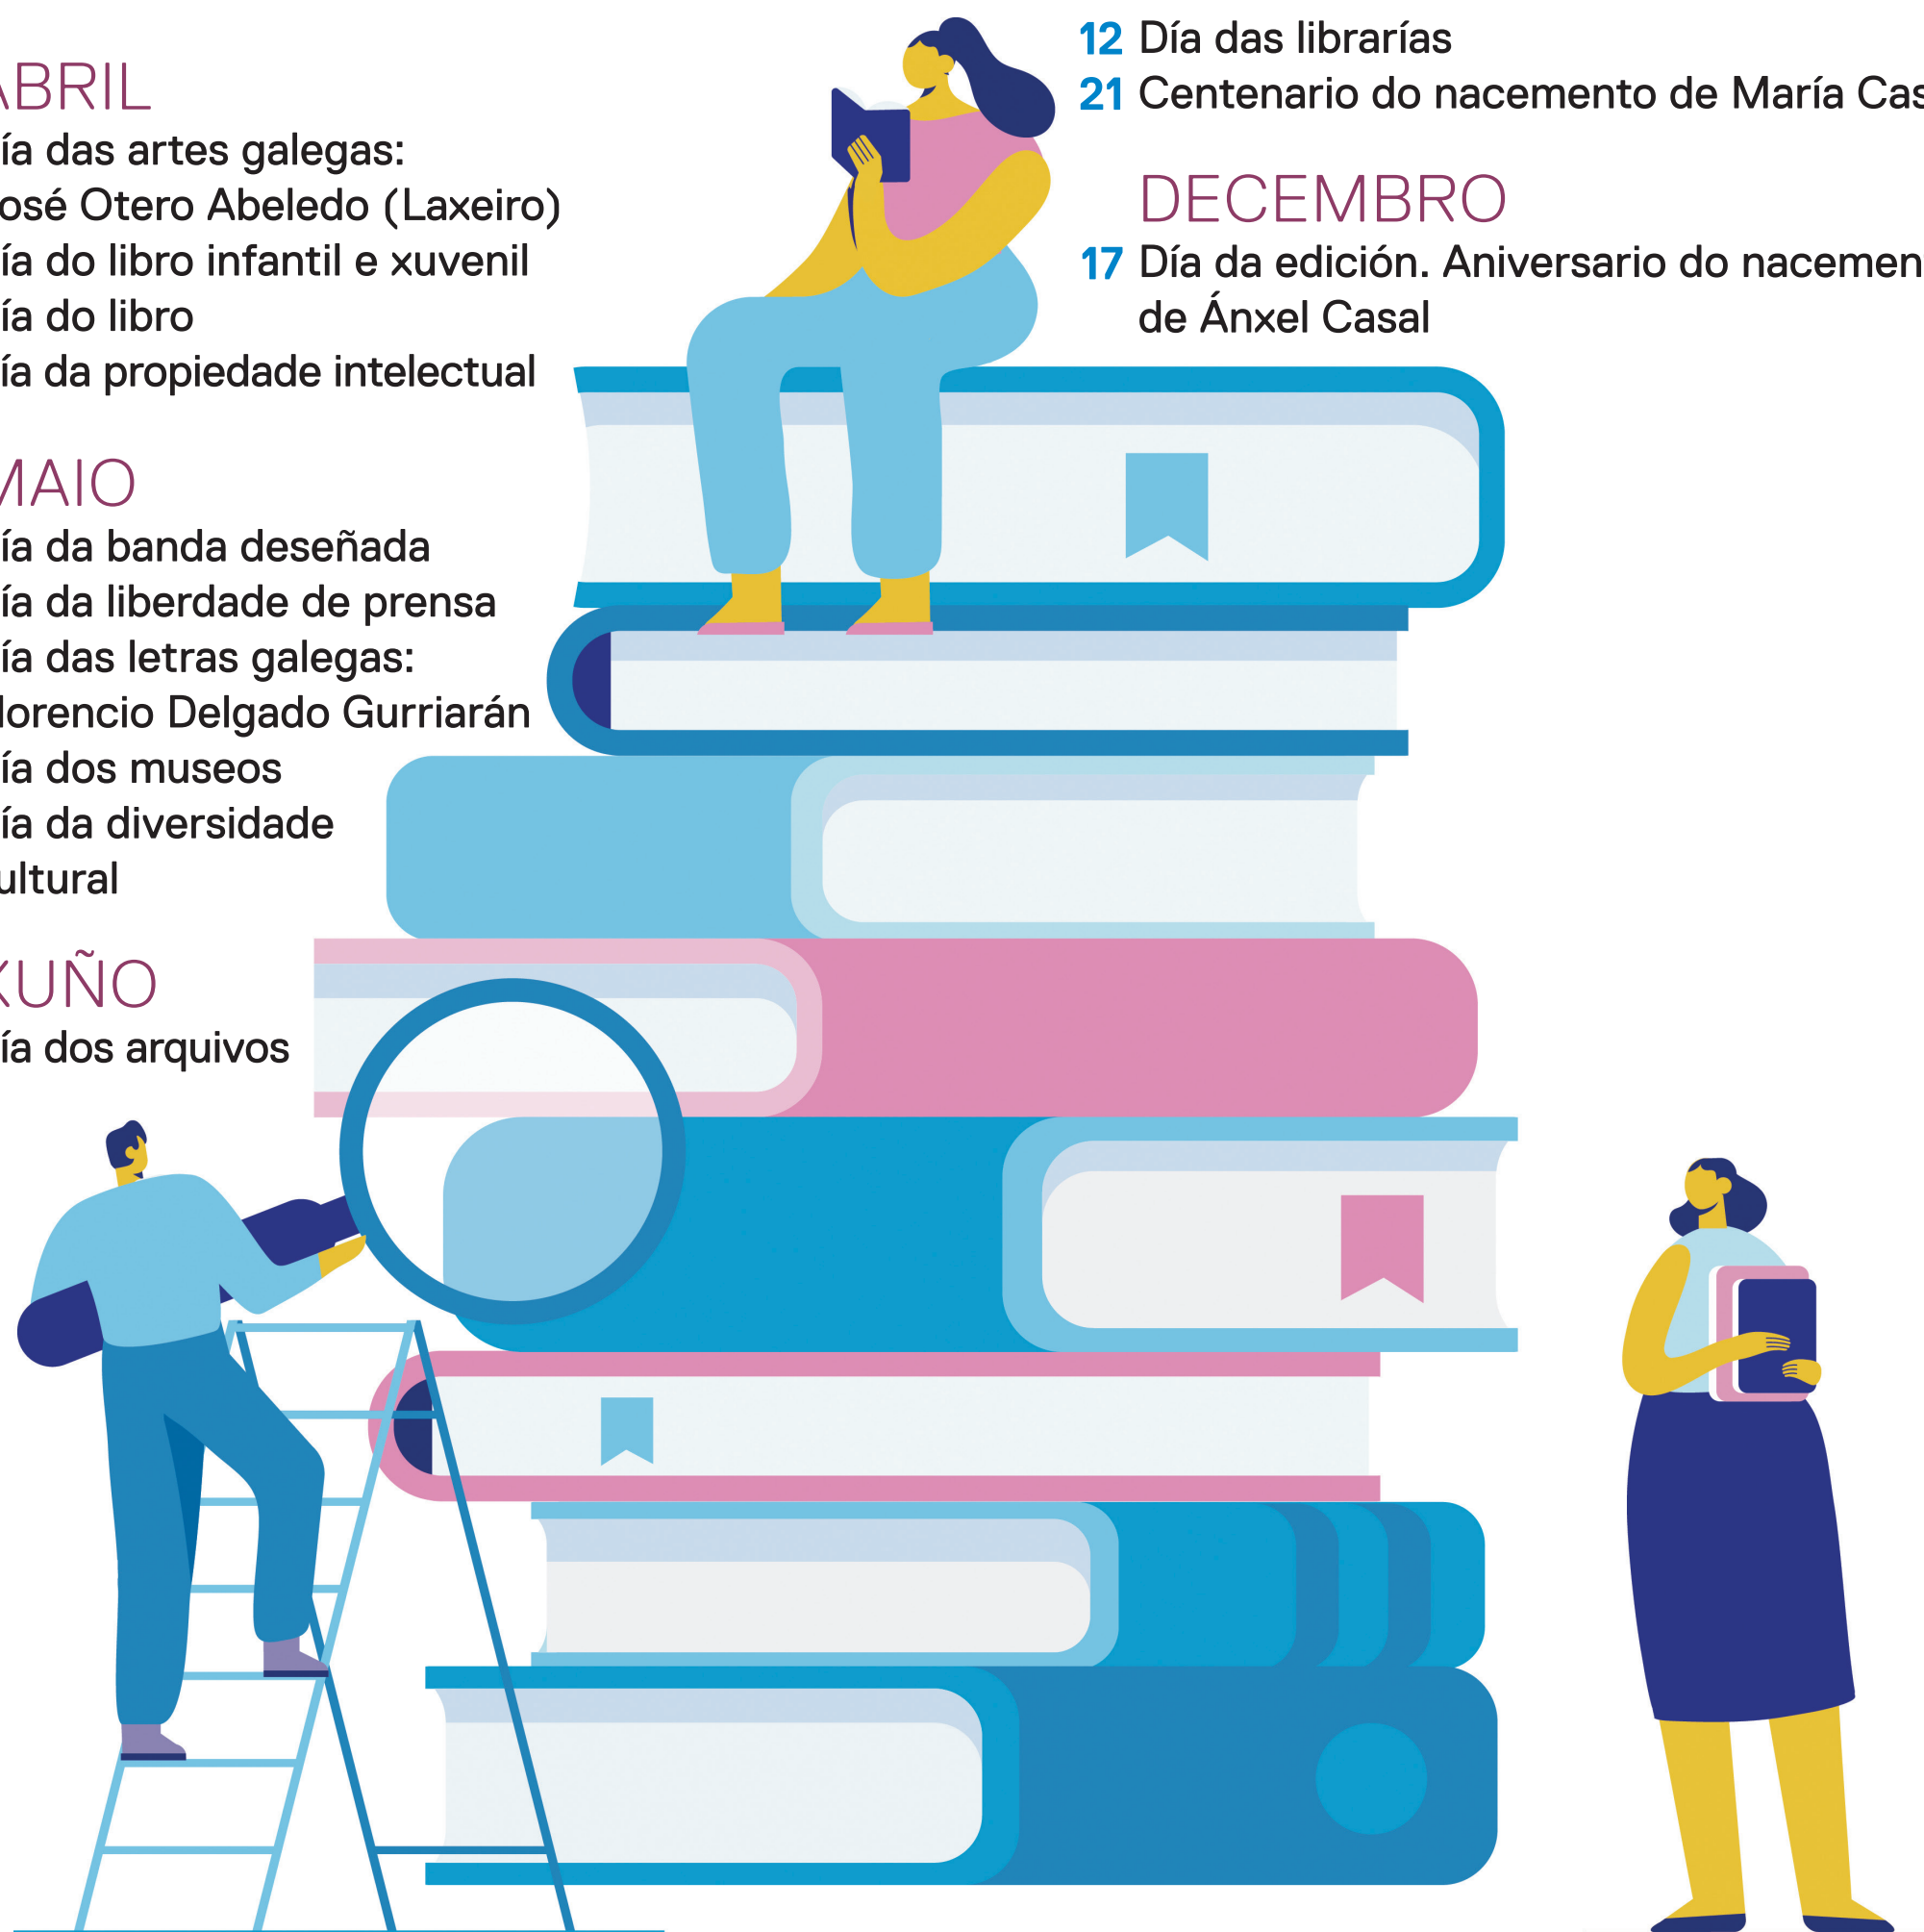 ABRIL
ía das artes galegas:
osé Otero Abeledo (Laxeiro)
ía do libro infantil e xuvenil
ía do libro
ía da propiedade intelectual
MAIO
ía da banda deseñada
ía da liberdade de prensa
ía das letras galegas:
lorencio Delgado Gurriarán
ía dos museos
ía da diversidade
ultural
XUÑO
ía dos arquivos
12 Día das librarías
21 Centenario do nacemento de María Cas
DECEMBRO
17 Día da edición. Aniversario do nacemen
de Ánxel Casal